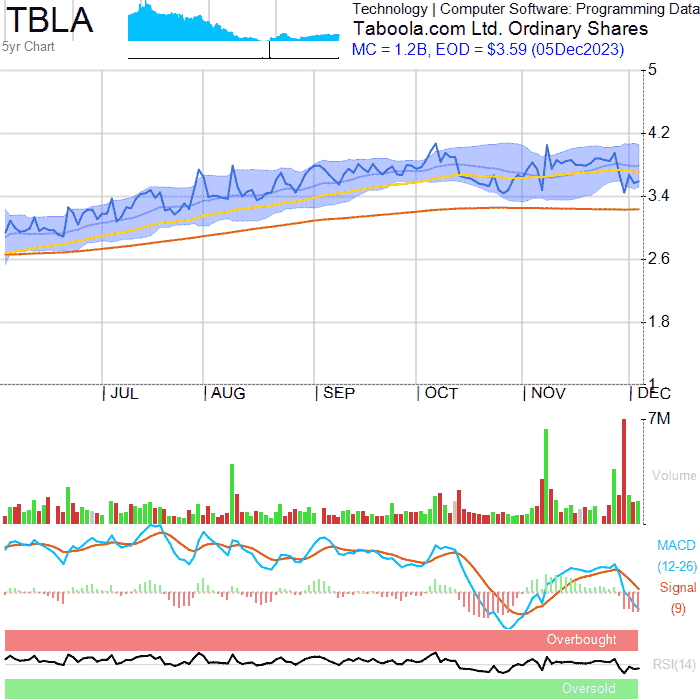 TBLA
5yr Chart
Technology | Computer Software: Programming Data
Taboola.com Ltd. Ordinary Shares
MC = 1.2B, EOD = $3.59 (05Dec2023)
5
4.2
3.4
2.6
1.8
1
JUL AUG SEP OCT NOV DEC
7M
Volume
MACD
(12-26)
Signal
(9)
Overbought
RSI(14)
Oversold